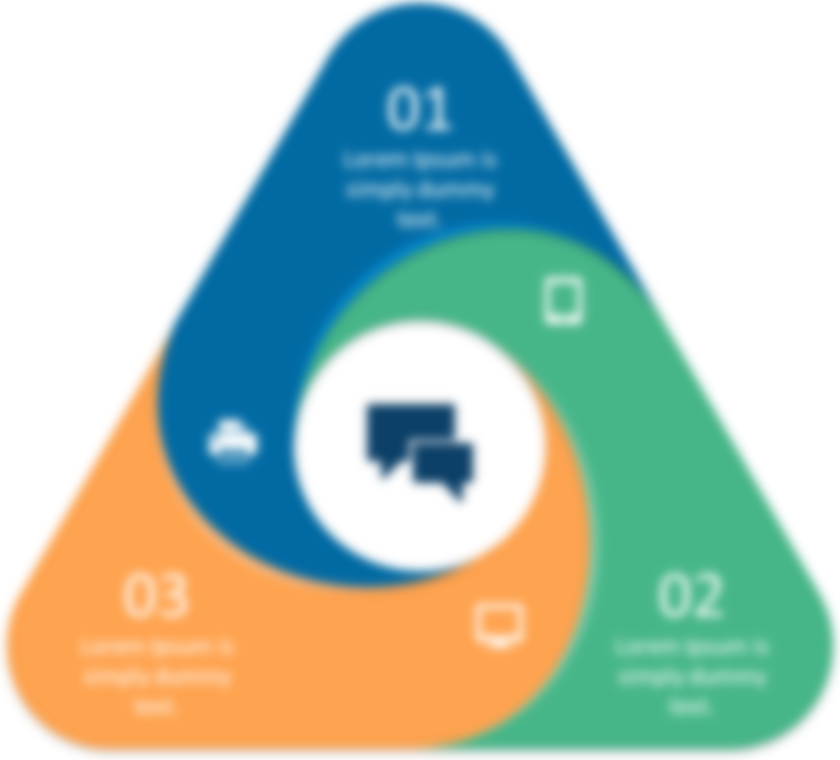 01
Lorem Ipsum is
simply dummy
text.
03
Lorem Ipsum is
simply dummy
text.
02
Lorem Ipsum is
simply dummy
text.